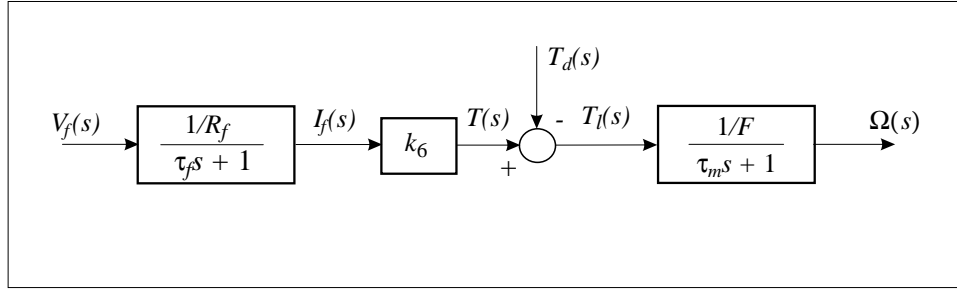 T_d(s)
V_f(s)
1/R_f
τ_f s + 1
I_f(s)
k_6
T(s)
+
-
T_l(s)
1/F
τ_m s + 1
Ω(s)